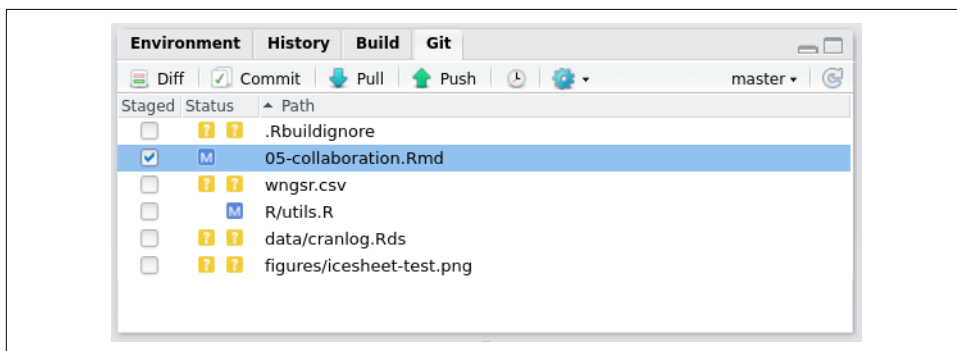 Environment History Build Git
Diff Commit Pull Push master
Staged Status Path
? ? .Rbuildignore
M 05-collaboration.Rmd
? ? wngsr.csv
M R/utils.R
? ? data/cranlog.Rds
? ? figures/icesheet-test.png